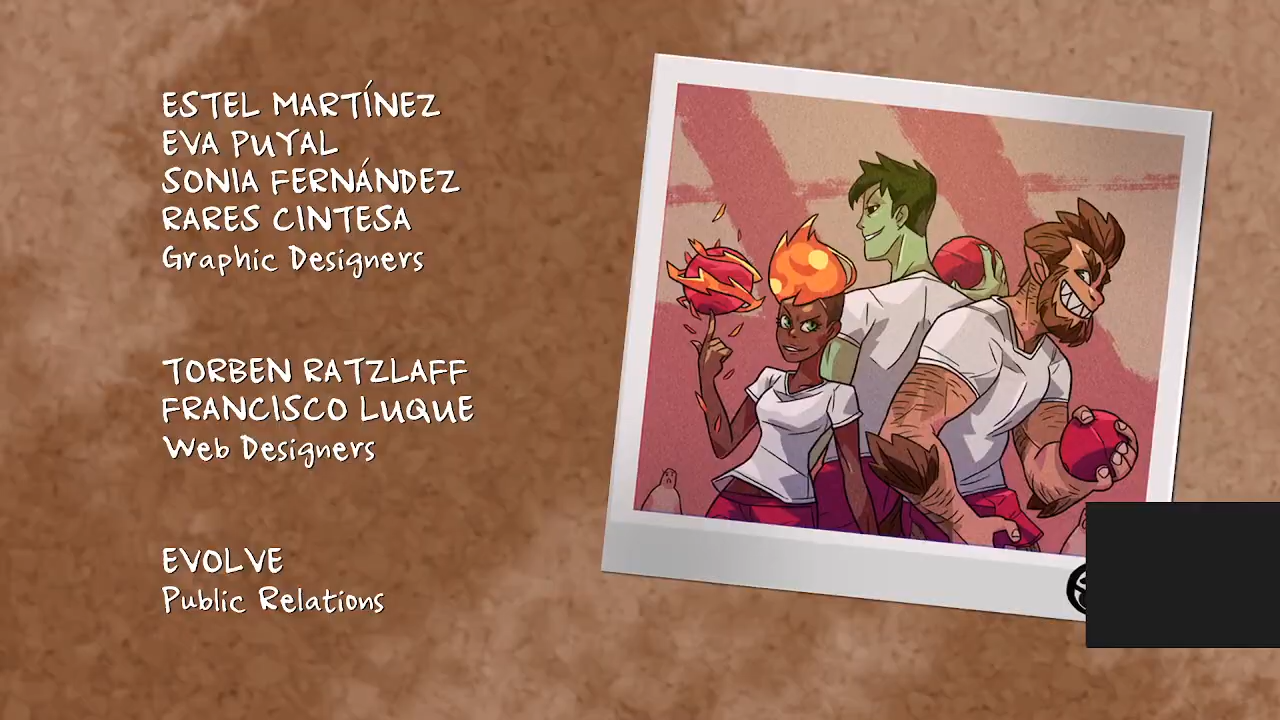 ESTEL MARTÍNEZ
EVA PUYAL
SONIA FERNÁNDEZ
RARES CINTESA
Graphic Designers
TORBEN RATZLAFF
FRANCISCO LUQUE
Web Designers
EVOLVE
Public Relations